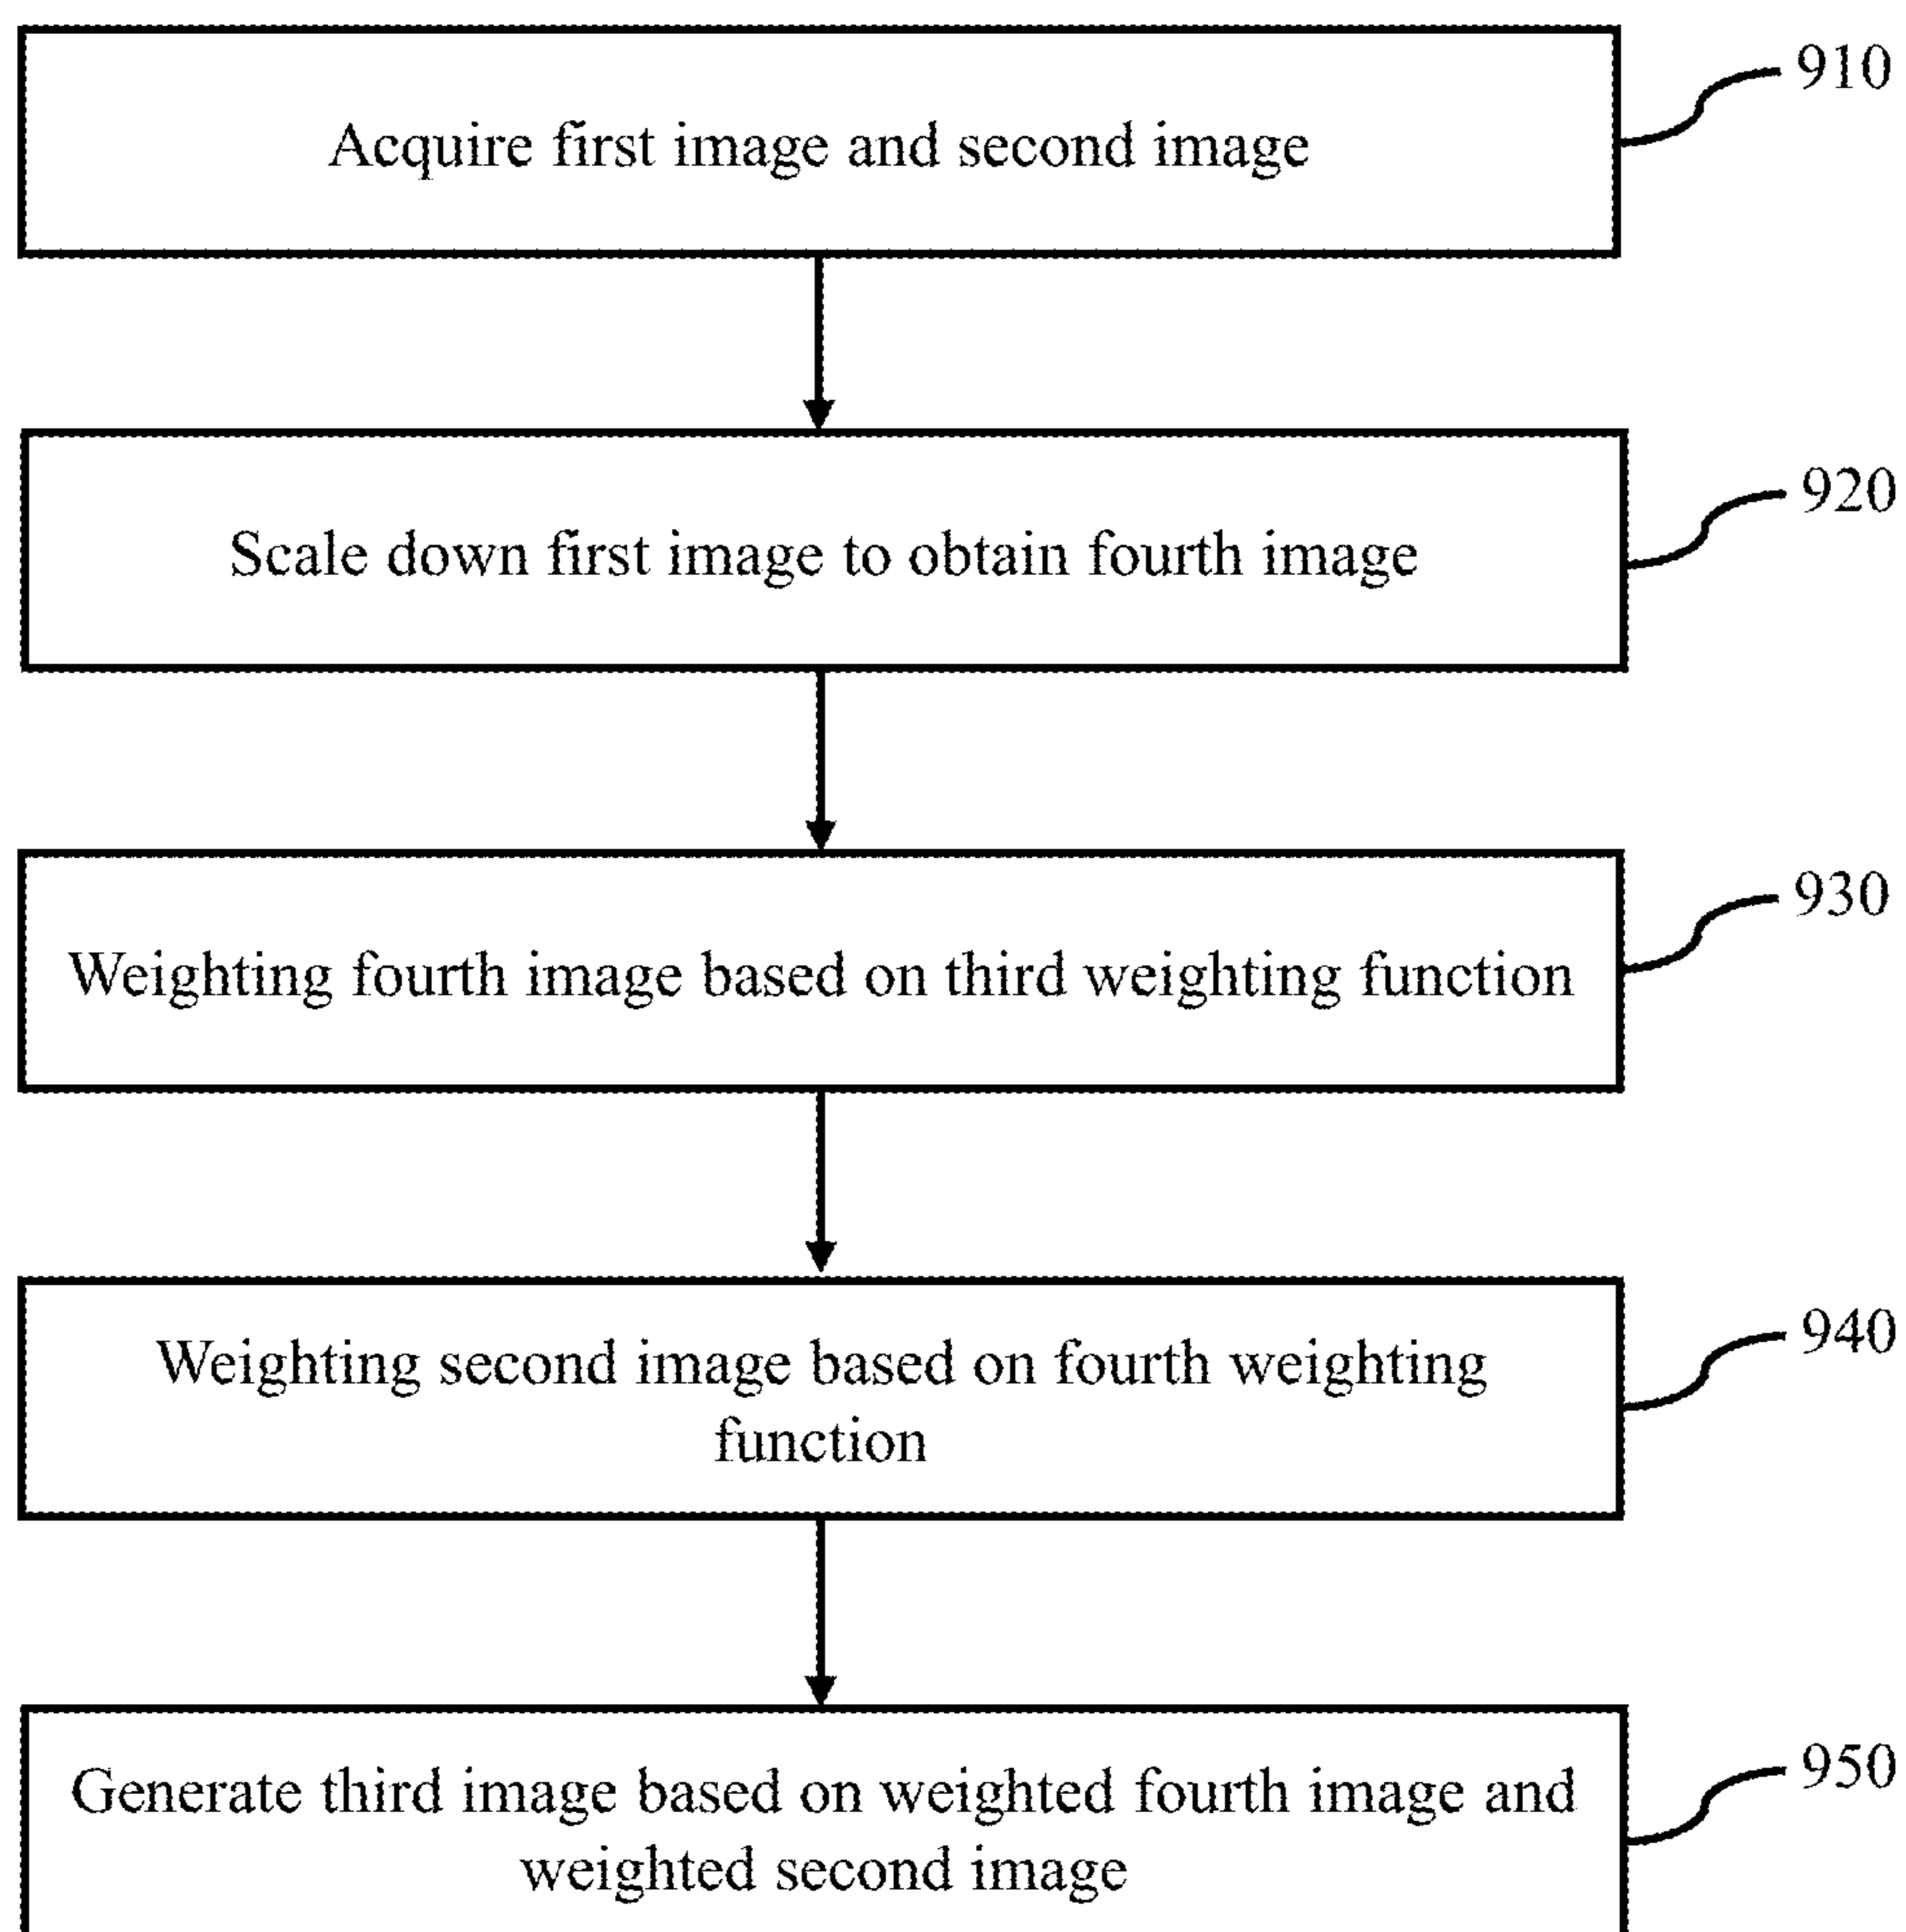 Acquire first image and second image
910
Scale down first image to obtain fourth image
920
Weighting fourth image based on third weighting function
930
Weighting second image based on fourth weighting
function
940
Generate third image based on weighted fourth image and
weighted second image
950